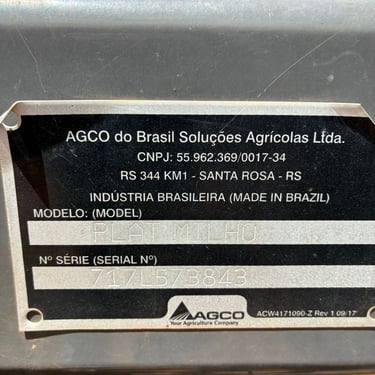 AGCO do Brasil Soluções Agrícolas Ltda.
CNPJ: 55.962.369/0017-34
RS 344 KM1 - SANTA ROSA - RS
INDÚSTRIA BRASILEIRA (MADE IN BRAZIL)
MODELO: (MODEL)
PLAT MILHO
Nº SÉRIE (SERIAL Nº)
717L573843
AGCO
Your Agriculture Company
ACW4171090-Z Rev 1 09/17